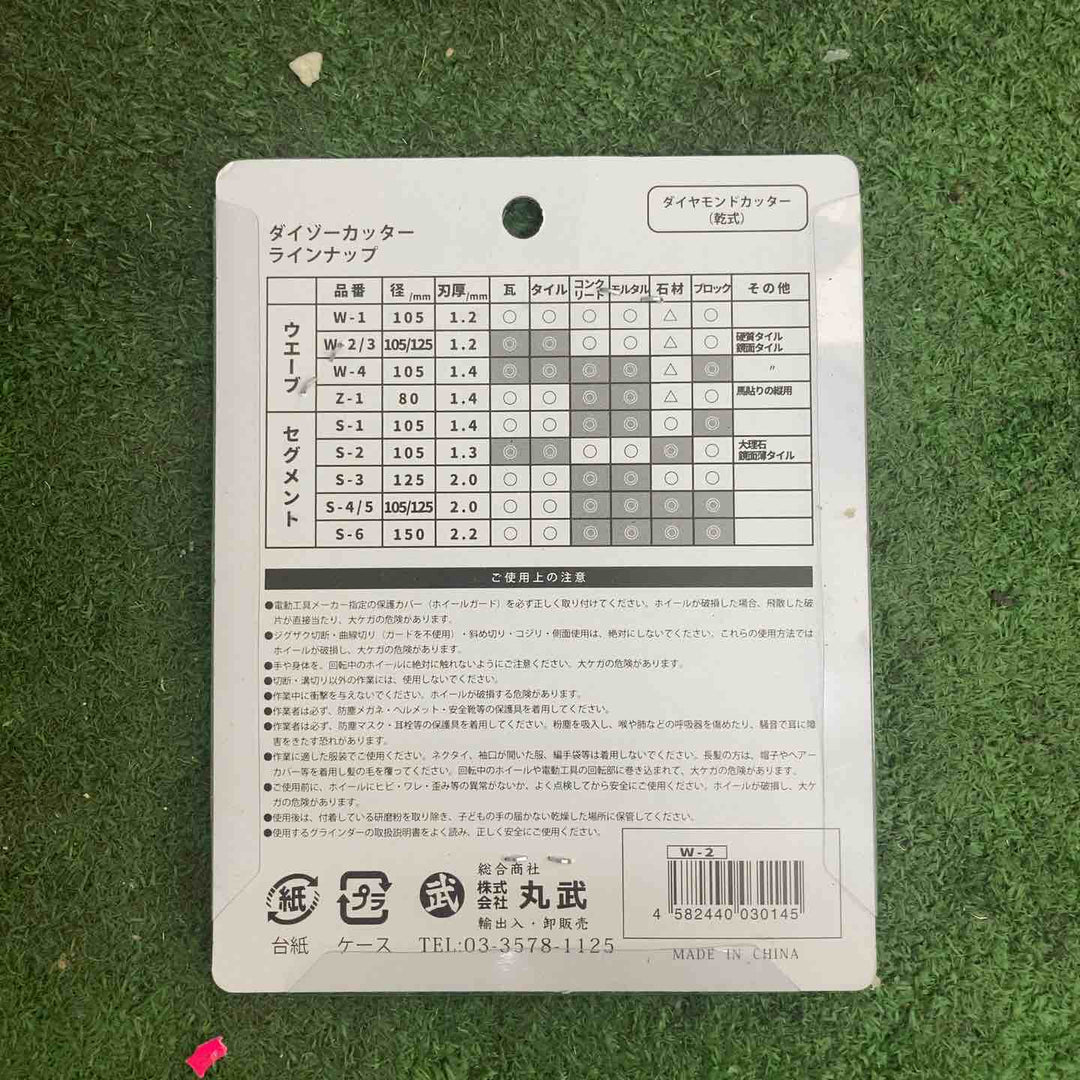 ダイヤモンドカッター
(乾式)
ダイゾーカッター
ラインナップ
品番 径/mm 刃厚/mm 瓦 タイル コンクリート モルタル 石材 ブロック その他
ウエーブ
W-1 105 1.2 ○ ○ ○ ○ △ ○
W-2/3 105/125 1.2 ◎ ◎ ○ ○ △ ○ 硬質タイル 鏡面タイル
W-4 105 1.4 ◎ ◎ ◎ ◎ △ ◎ 〃
Z-1 80 1.4 ○ ○ ◎ ◎ △ ○ 馬貼りの縦用
セグメント
S-1 105 1.4 ○ ○ ◎ ◎ ○ ◎
S-2 105 1.3 ◎ ◎ ○ ○ ◎ ○ 大理石 鏡面薄タイル
S-3 125 2.0 ○ ○ ◎ ◎ ○ ○
S-4/5 105/125 2.0 ○ ○ ◎ ◎ ◎ ◎
S-6 150 2.2 ○ ○ ◎ ◎ ◎ ◎
ご使用上の注意
●電動工具メーカー指定の保護カバー（ホイールガード）を必ず正しく取り付けてください。ホイールが破損した場合、飛散した破
片が直接当たり、大ケガの危険があります。
●ジグザク切断・曲線切り（ガードを不使用）・斜め切り・コジリ・側面使用は、絶対にしないでください。これらの使用方法では
ホイールが破損し、大ケガの危険があります。
●手や身体を、回転中のホイールに絶対に触れないようにご注意ください。大ケガの危険があります。
●切断・溝切り以外の作業には、使用しないでください。
●作業中に衝撃を与えないでください。ホイールが破損する危険があります。
●作業者は必ず、防塵メガネ・ヘルメット・安全靴等の保護具を着用してください。
●作業者は必ず、防塵マスク・耳栓等の保護具を着用してください。粉塵を吸入し、喉や肺などの呼吸器を傷めたり、騒音で耳に障
害をきたす恐れがあります。
●作業に適した服装でご使用ください。ネクタイ、袖口が開いた服、編手袋等は着用しないでください。長髪の方は、帽子やヘアー
カバー等を着用し髪の毛を覆ってください。回転中のホイールや電動工具の回転部に巻き込まれて、大ケガの危険があります。
●ご使用前に、ホイールにヒビ・ワレ・歪み等の異常がないか、よく点検してから安全にご使用ください。ホイールが破損し、大ケ
ガの危険があります。
●使用後は、付着している研磨粉を取り除き、子どもの手の届かない乾燥した場所に保管してください。
●使用するグラインダーの取扱説明書をよく読み、正しく安全にご使用ください。
紙
台紙
プラ
ケース
武
総合商社
株式会社 丸武
輸出入・卸販売
TEL:03-3578-1125
W-2
4 582440 030145
MADE IN CHINA